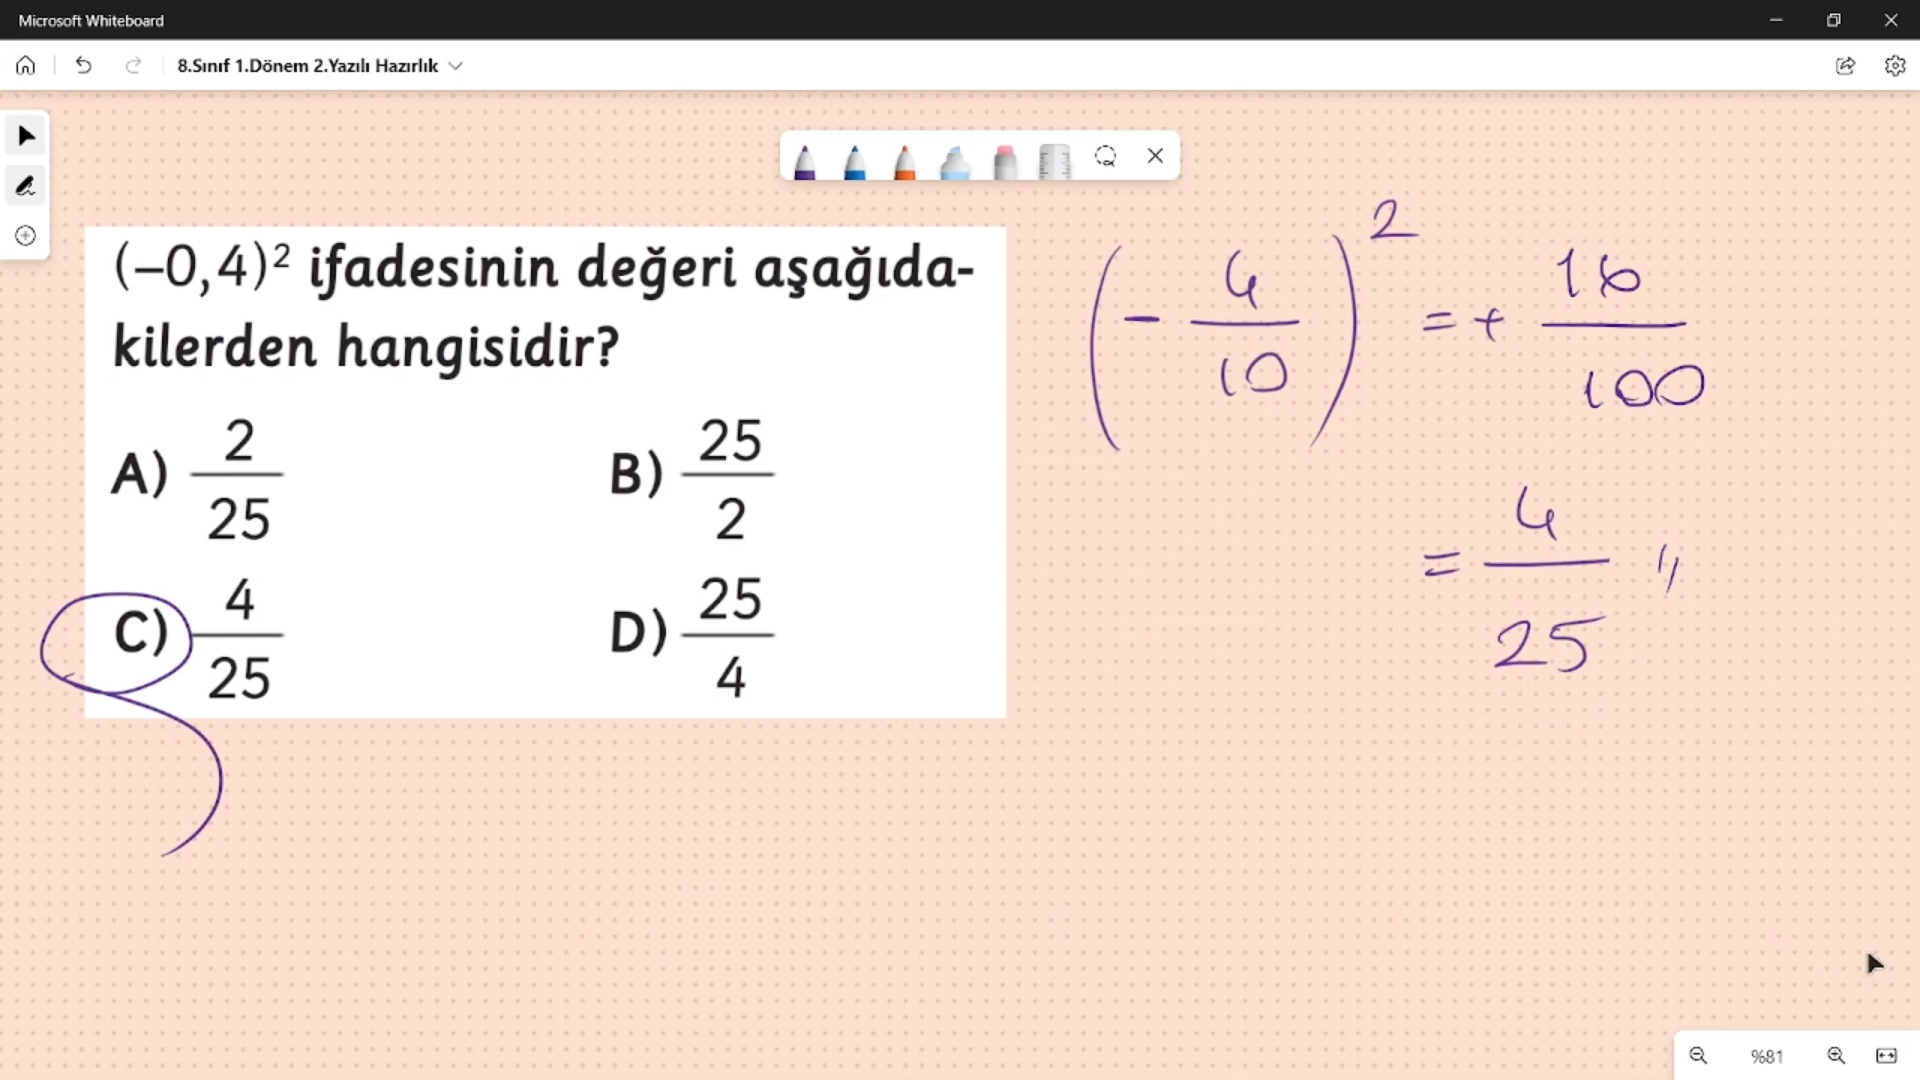 Microsoft Whiteboard
8.Sınıf 1.Dönem 2.Yazılı Hazırlık
(–0,4)² ifadesinin değeri aşağıda-
kilerden hangisidir?
A) 2/25
B) 25/2
C) 4/25
D) 25/4
(- 4/10)² = + 16/100
= 4/25 //
%81